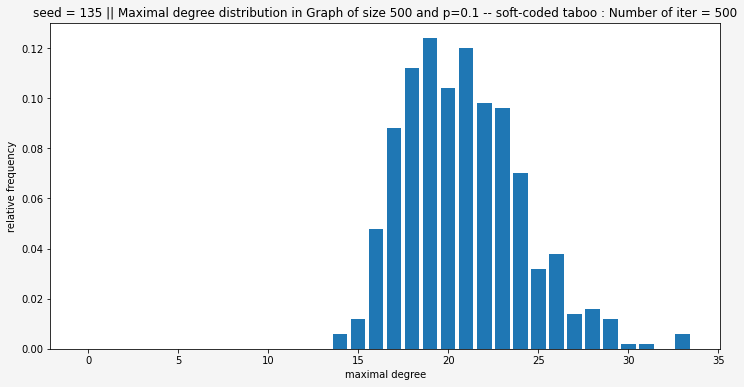 seed = 135 || Maximal degree distribution in Graph of size 500 and p=0.1 -- soft-coded taboo : Number of iter = 500
0.12
0.10
0.08
0.06
0.04
0.02
0.00
relative frequency
0 5 10 15 20 25 30 35
maximal degree